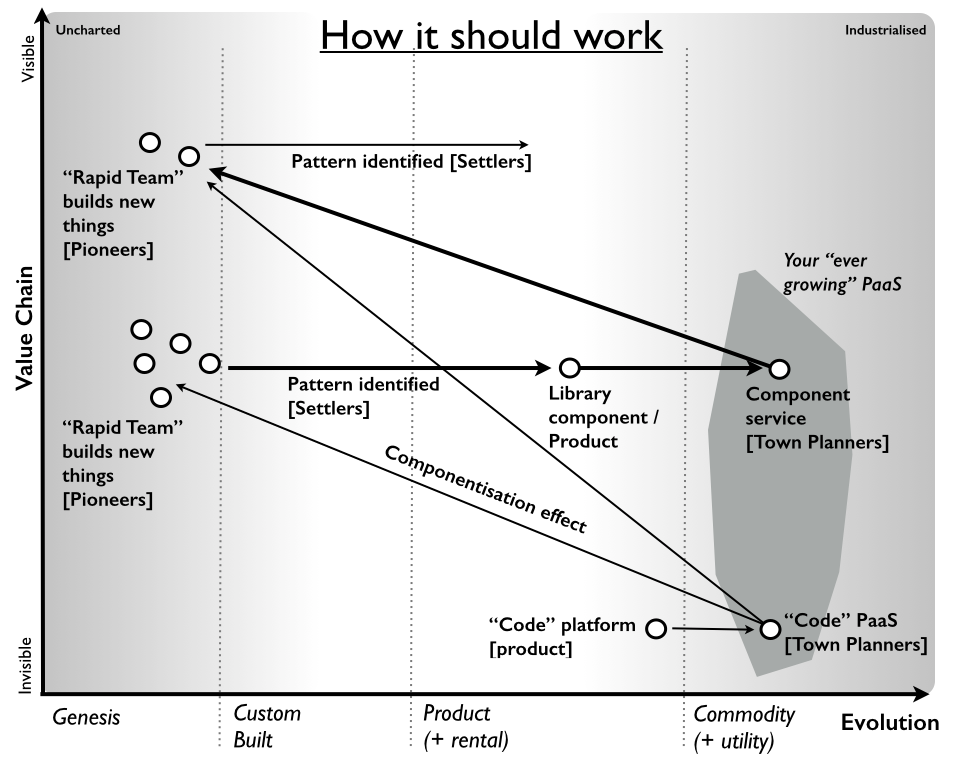 How it should work
Uncharted
Industrialised
Visible
Value Chain
Invisible
Pattern identified [Settlers]
“Rapid Team”
builds new
things
[Pioneers]
Your “ever
growing” PaaS
Pattern identified
[Settlers]
Library
component /
Product
Component
service
[Town Planners]
“Rapid Team”
builds new
things
[Pioneers]
Componentisation effect
“Code” platform
[product]
“Code” PaaS
[Town Planners]
Genesis
Custom
Built
Product
(+ rental)
Commodity
(+ utility)
Evolution